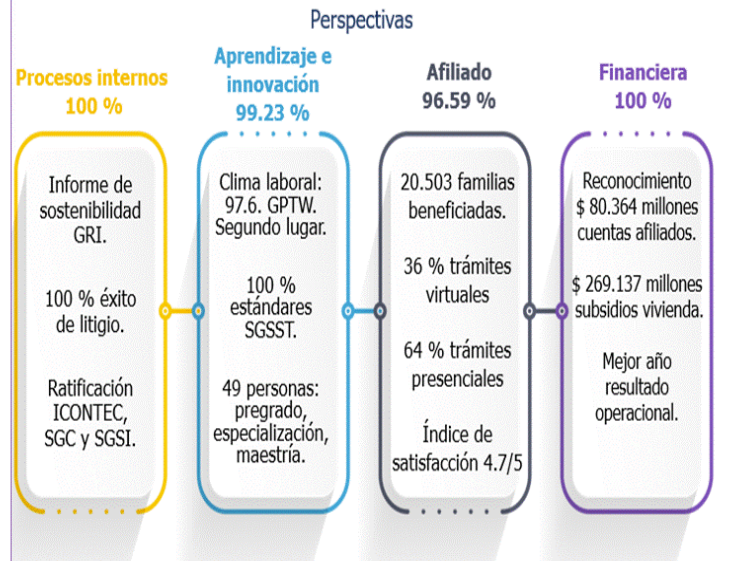 Perspectivas
Procesos internos
100 %
Informe de
sostenibilidad
GRI.
100 % éxito
de litigio.
Ratificación
ICONTEC,
SGC y SGSI.
Aprendizaje e
innovación
99.23 %
Clima laboral:
97.6. GPTW.
Segundo lugar.
100 %
estándares
SGSST.
49 personas:
pregrado,
especialización,
maestría.
Afiliado
96.59 %
20.503 familias
beneficiadas.
36 % trámites
virtuales
64 % trámites
presenciales
Índice de
satisfacción 4.7/5
Financiera
100 %
Reconocimiento
$ 80.364 millones
cuentas afiliados.
$ 269.137 millones
subsidios vivienda.
Mejor año
resultado
operacional.